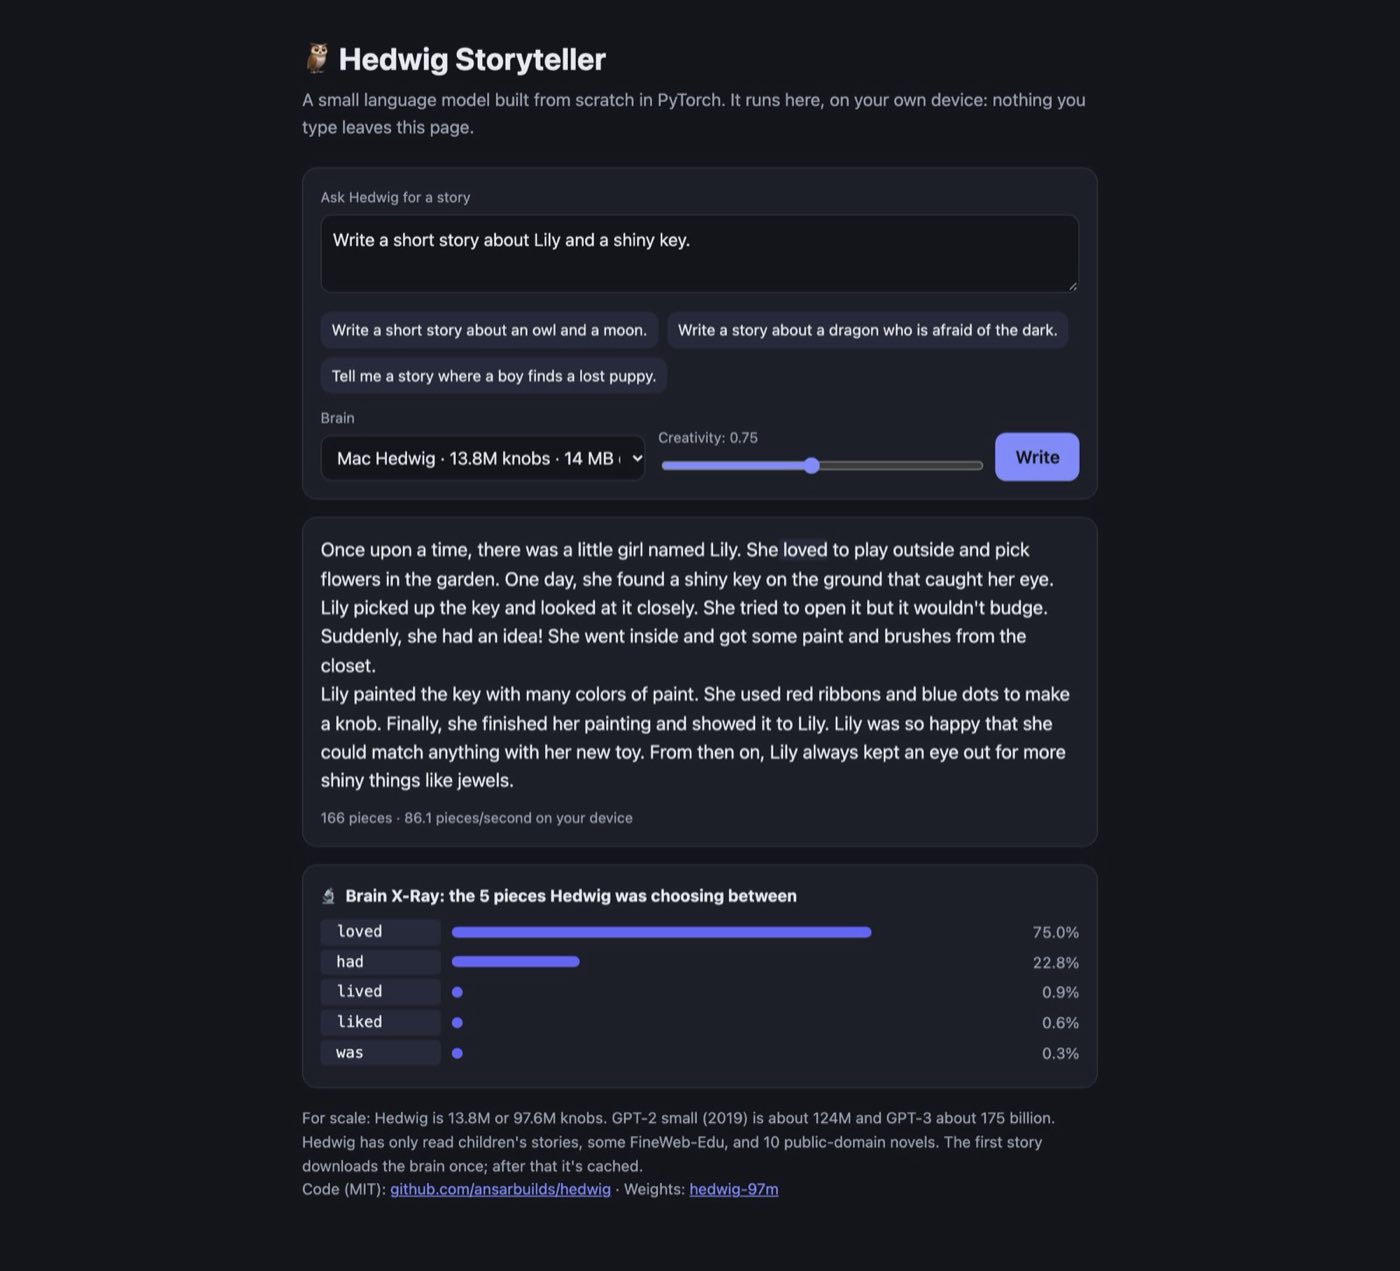 Hedwig Storyteller
A small language model built from scratch in PyTorch. It runs here, on your own device: nothing you
type leaves this page.
Ask Hedwig for a story
Write a short story about Lily and a shiny key.
Write a short story about an owl and a moon.
Write a story about a dragon who is afraid of the dark.
Tell me a story where a boy finds a lost puppy.
Brain
Mac Hedwig · 13.8M knobs · 14 MB
Creativity: 0.75
Write
Once upon a time, there was a little girl named Lily. She loved to play outside and pick
flowers in the garden. One day, she found a shiny key on the ground that caught her eye.
Lily picked up the key and looked at it closely. She tried to open it but it wouldn't budge.
Suddenly, she had an idea! She went inside and got some paint and brushes from the
closet.
Lily painted the key with many colors of paint. She used red ribbons and blue dots to make
a knob. Finally, she finished her painting and showed it to Lily. Lily was so happy that she
could match anything with her new toy. From then on, Lily always kept an eye out for more
shiny things like jewels.
166 pieces · 86.1 pieces/second on your device
Brain X-Ray: the 5 pieces Hedwig was choosing between
loved 75.0%
had 22.8%
lived 0.9%
liked 0.6%
was 0.3%
For scale: Hedwig is 13.8M or 97.6M knobs. GPT-2 small (2019) is about 124M and GPT-3 about 175 billion.
Hedwig has only read children's stories, some FineWeb-Edu, and 10 public-domain novels. The first story
downloads the brain once; after that it's cached.
Code (MIT): github.com/ansarbuilds/hedwig · Weights: hedwig-97m